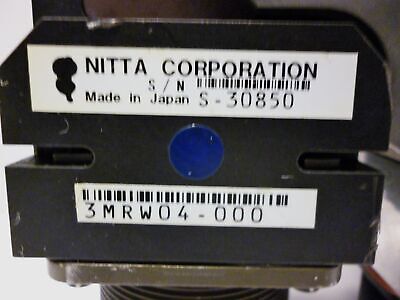 NITTA CORPORATION
S/N
Made in Japan S-30850
3MRW04-000